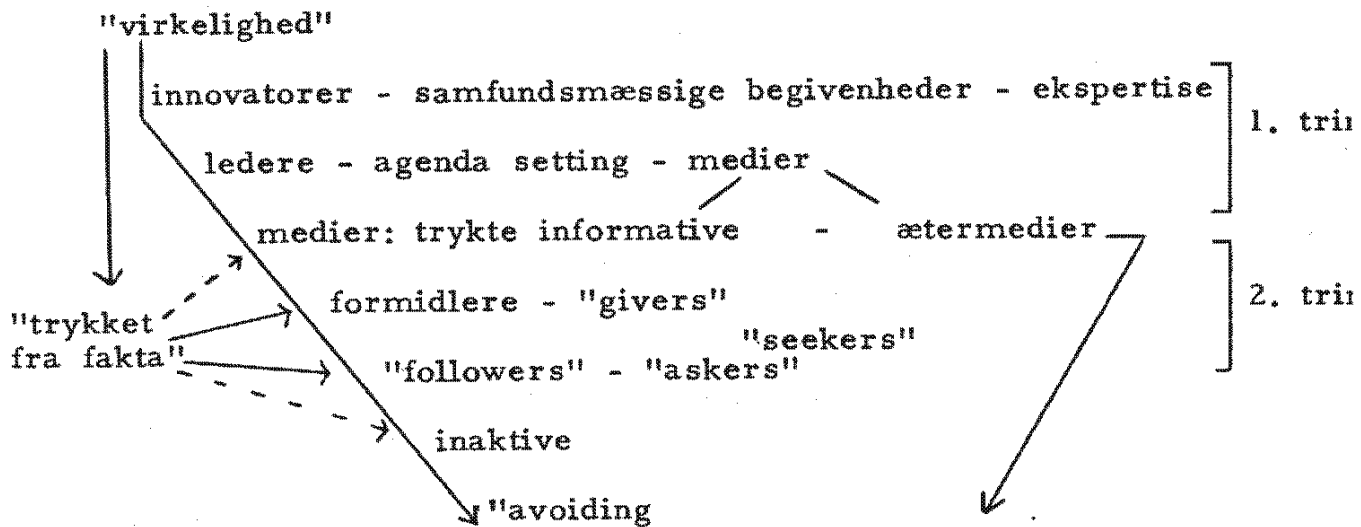 "virkelighed"
innovatorer - samfundsmæssige begivenheder - ekspertise
1. trin
ledere - agenda setting - medier
medier: trykte informative - ætermedier
formidlere - "givers"
2. trin
"trykket
fra fakta"
"seekers"
"followers" - "askers"
inaktive
"avoiding